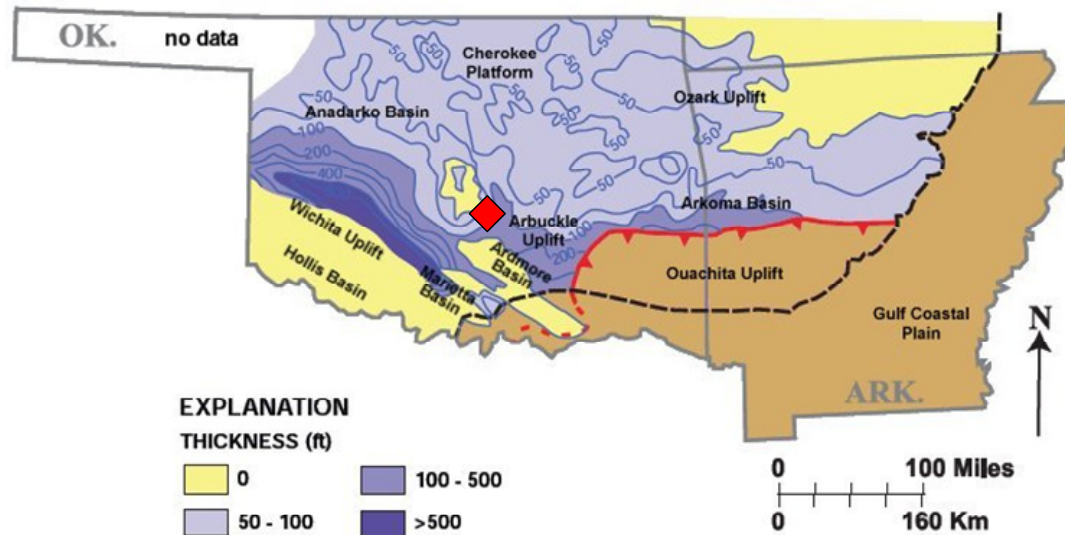 OK.
no data
Cherokee
Platform
50
50
50
Ozark Uplift
50
50
Anadarko Basin
100
200
400
50
50
50
50
Arkoma Basin
Wichita Uplift
Arbuckle
Uplift
100
200
Ardmore
Basin
Hollis Basin
Marietta
Basin
Ouachita Uplift
Gulf Coastal
Plain
N
ARK.
EXPLANATION
THICKNESS (ft)
0
100 - 500
50 - 100
>500
0 100 Miles
0 160 Km